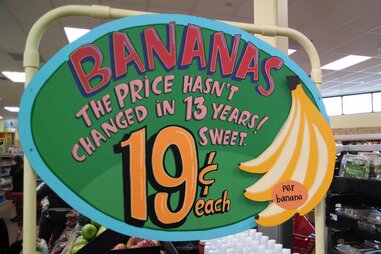 BANANAS
THE PRICE HASN'T
CHANGED IN 13 YEARS!
SWEET.
19¢
each
Per
banana